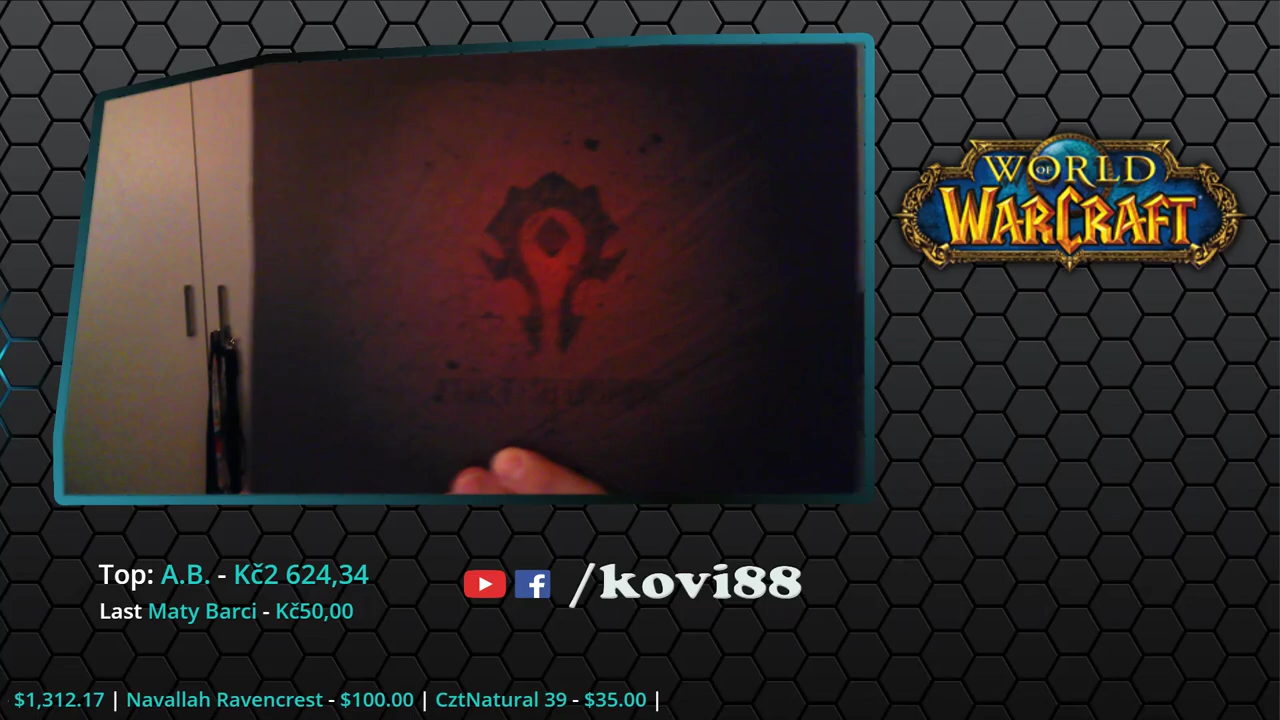 WORLD
OF
WARCRAFT
Top: A.B. - Kč2 624,34
Last Maty Barci - Kč50,00
/kovi88
$1,312.17 | Navallah Ravencrest - $100.00 | CztNatural 39 - $35.00 |